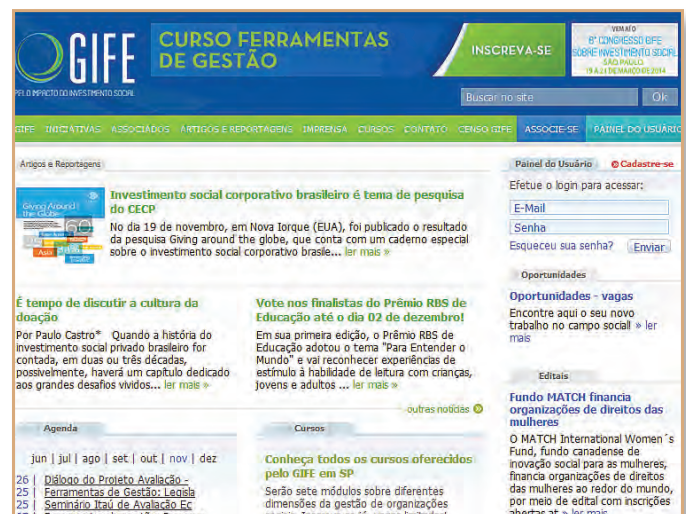 GIFE
PELO IMPACTO DO INVESTIMENTO SOCIAL
CURSO FERRAMENTAS
DE GESTÃO
INSCREVA-SE
VEM AÍ O
8º CONGRESSO GIFE
SOBRE INVESTIMENTO SOCIAL
SÃO PAULO
19 A 21 DE MARÇO DE 2014
Buscar no site
Ok
GIFE INICIATIVAS ASSOCIADOS ARTIGOS E REPORTAGENS IMPRENSA CURSOS CONTATO CENSO GIFE ASSOCIE-SE PAINEL DO USUÁRIO
Artigos e Reportagens
Giving Around
the Globe
Asia
Investimento social corporativo brasileiro é tema de pesquisa
do CECP
No dia 19 de novembro, em Nova Iorque (EUA), foi publicado o resultado
da pesquisa Giving around the globe, que conta com um caderno especial
sobre o investimento social corporativo brasile... ler mais »
É tempo de discutir a cultura da
doação
Por Paulo Castro* Quando a história do
investimento social privado brasileiro for
contada, em duas ou três décadas,
possivelmente, haverá um capítulo dedicado
aos grandes desafios vividos... ler mais »
Vote nos finalistas do Prêmio RBS de
Educação até o dia 02 de dezembro!
Em sua primeira edição, o Prêmio RBS de
Educação adotou o tema "Para Entender o
Mundo" e vai reconhecer experiências de
estímulo à habilidade de leitura com crianças,
jovens e adultos ... ler mais »
outras notícias
Agenda
jun | jul | ago | set | out | nov | dez
26 | Diálogo do Projeto Avaliação -
25 | Ferramentas de Gestão: Legisla
25 | Seminário Itaú de Avaliação Ec
Cursos
Conheça todos os cursos oferecidos
pelo GIFE em SP
Serão sete módulos sobre diferentes
dimensões da gestão de organizações
Painel do Usuário
Cadastre-se
Efetue o login para acessar:
E-Mail
Senha
Esqueceu sua senha?
Enviar
Oportunidades
Oportunidades - vagas
Encontre aqui o seu novo
trabalho no campo social! » ler
mais
Editais
Fundo MATCH financia
organizações de direitos das
mulheres
O MATCH International Women´s
Fund, fundo canadense de
inovação social para as mulheres,
financia organizações de direitos
das mulheres ao redor do mundo,
por meio de edital com inscrições
abertas at » ler mais